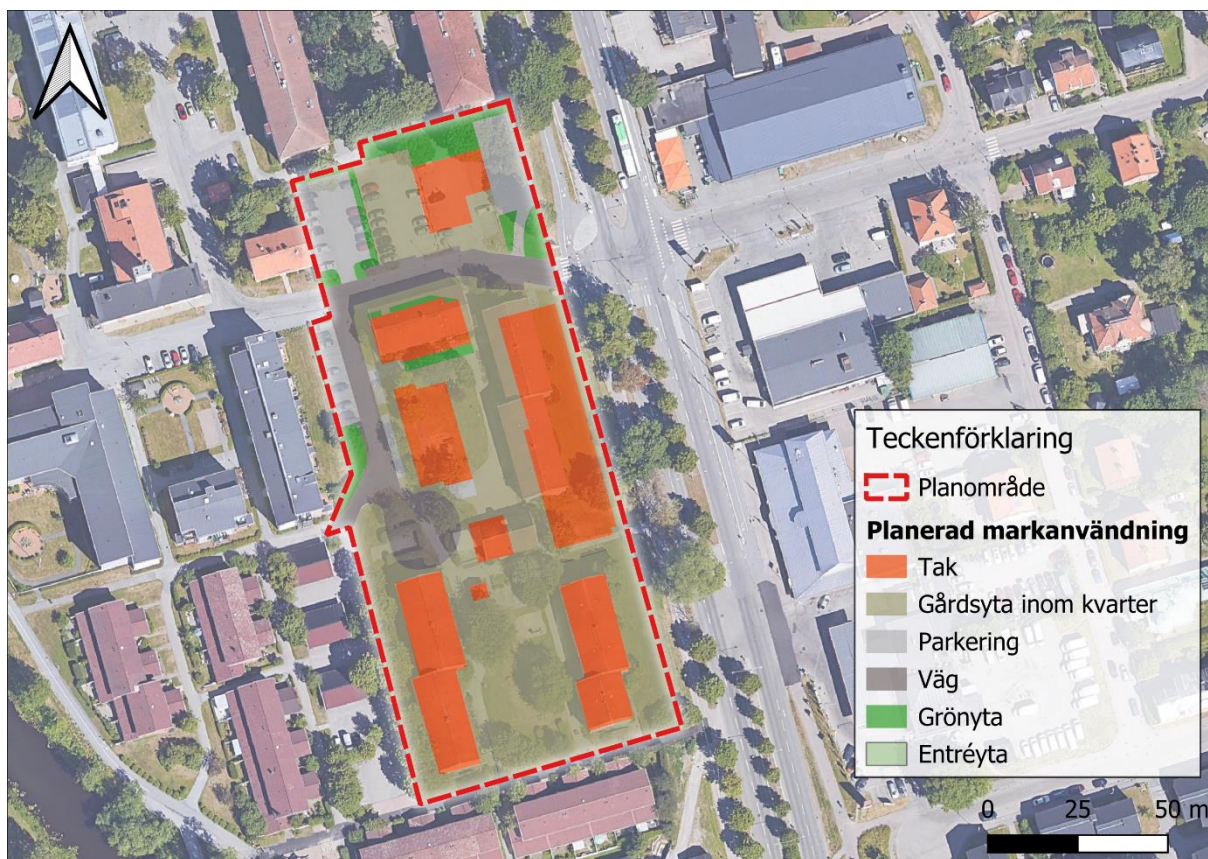 Teckenförklaring
Planområde
Planerad markanvändning
Tak
Gårdsyta inom kvarter
Parkering
Väg
Grönyta
Entréyta
0 25 50 m